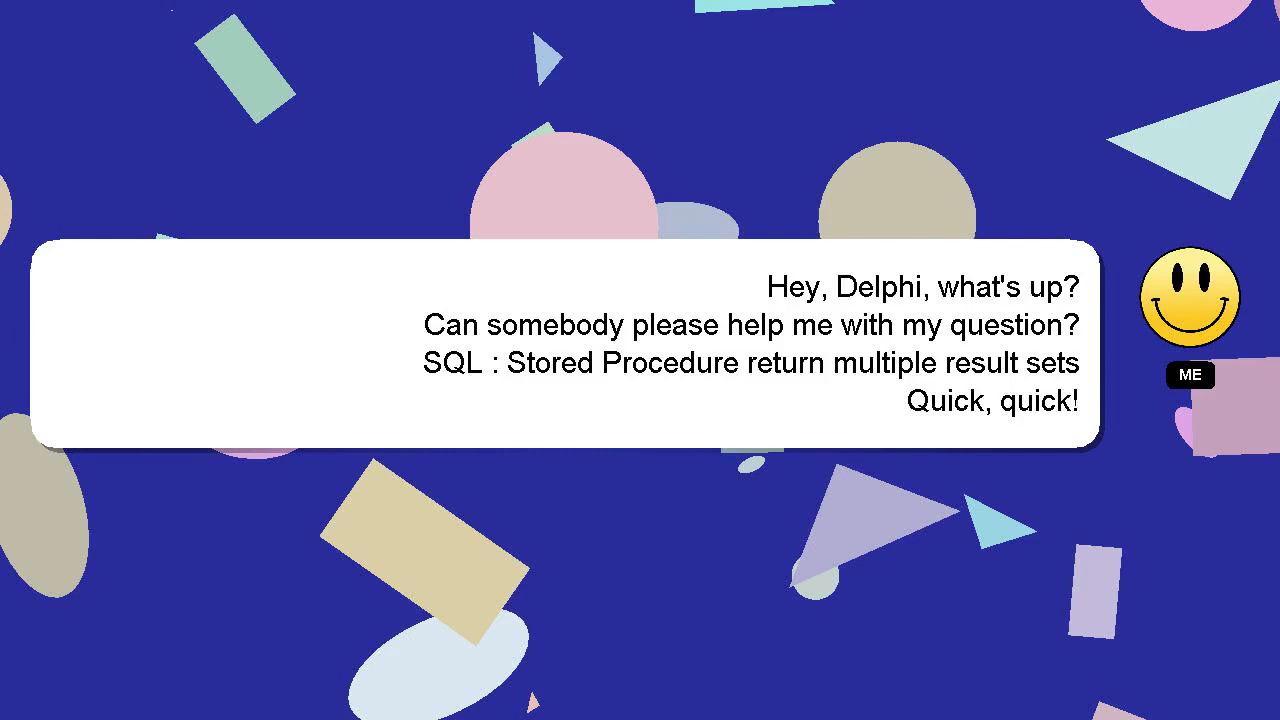 Hey, Delphi, what's up?
Can somebody please help me with my question?
SQL : Stored Procedure return multiple result sets
Quick, quick!
ME